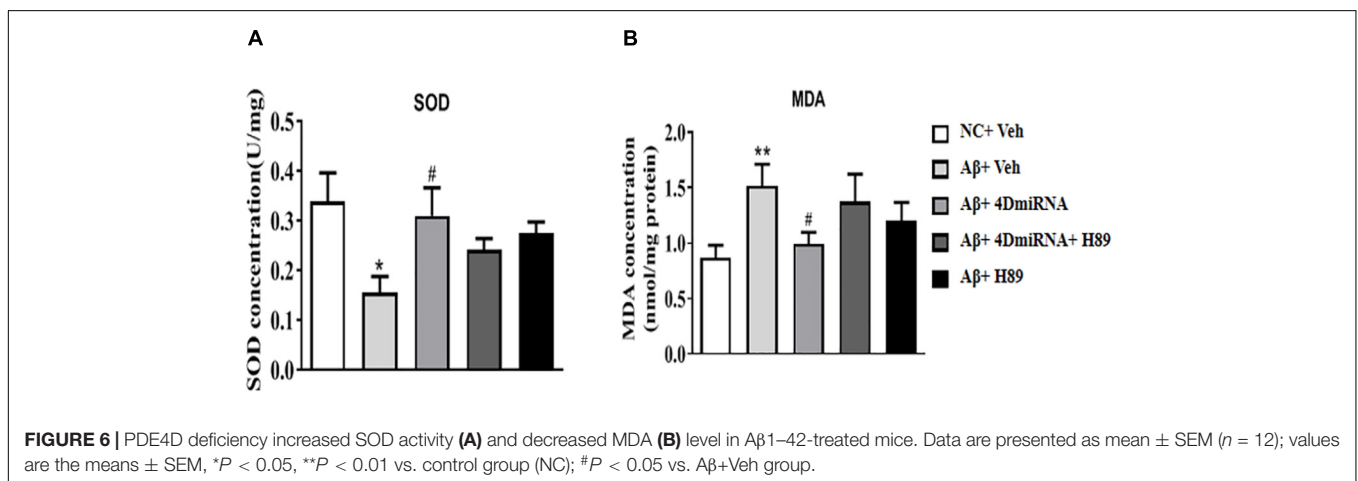 A
B
SOD
MDA
SOD concentration(U/mg)
0.5
0.4
0.3
0.2
0.1
0.0
*
#
MDA concentration
(nmol/mg protein)
2.0
1.5
1.0
0.5
0.0
**
#
NC+ Veh
Aβ+ Veh
Aβ+ 4DmiRNA
Aβ+ 4DmiRNA+ H89
Aβ+ H89
FIGURE 6 | PDE4D deficiency increased SOD activity (A) and decreased MDA (B) level in Aβ1–42-treated mice. Data are presented as mean ± SEM (n = 12); values
are the means ± SEM, *P < 0.05, **P < 0.01 vs. control group (NC); #P < 0.05 vs. Aβ+Veh group.